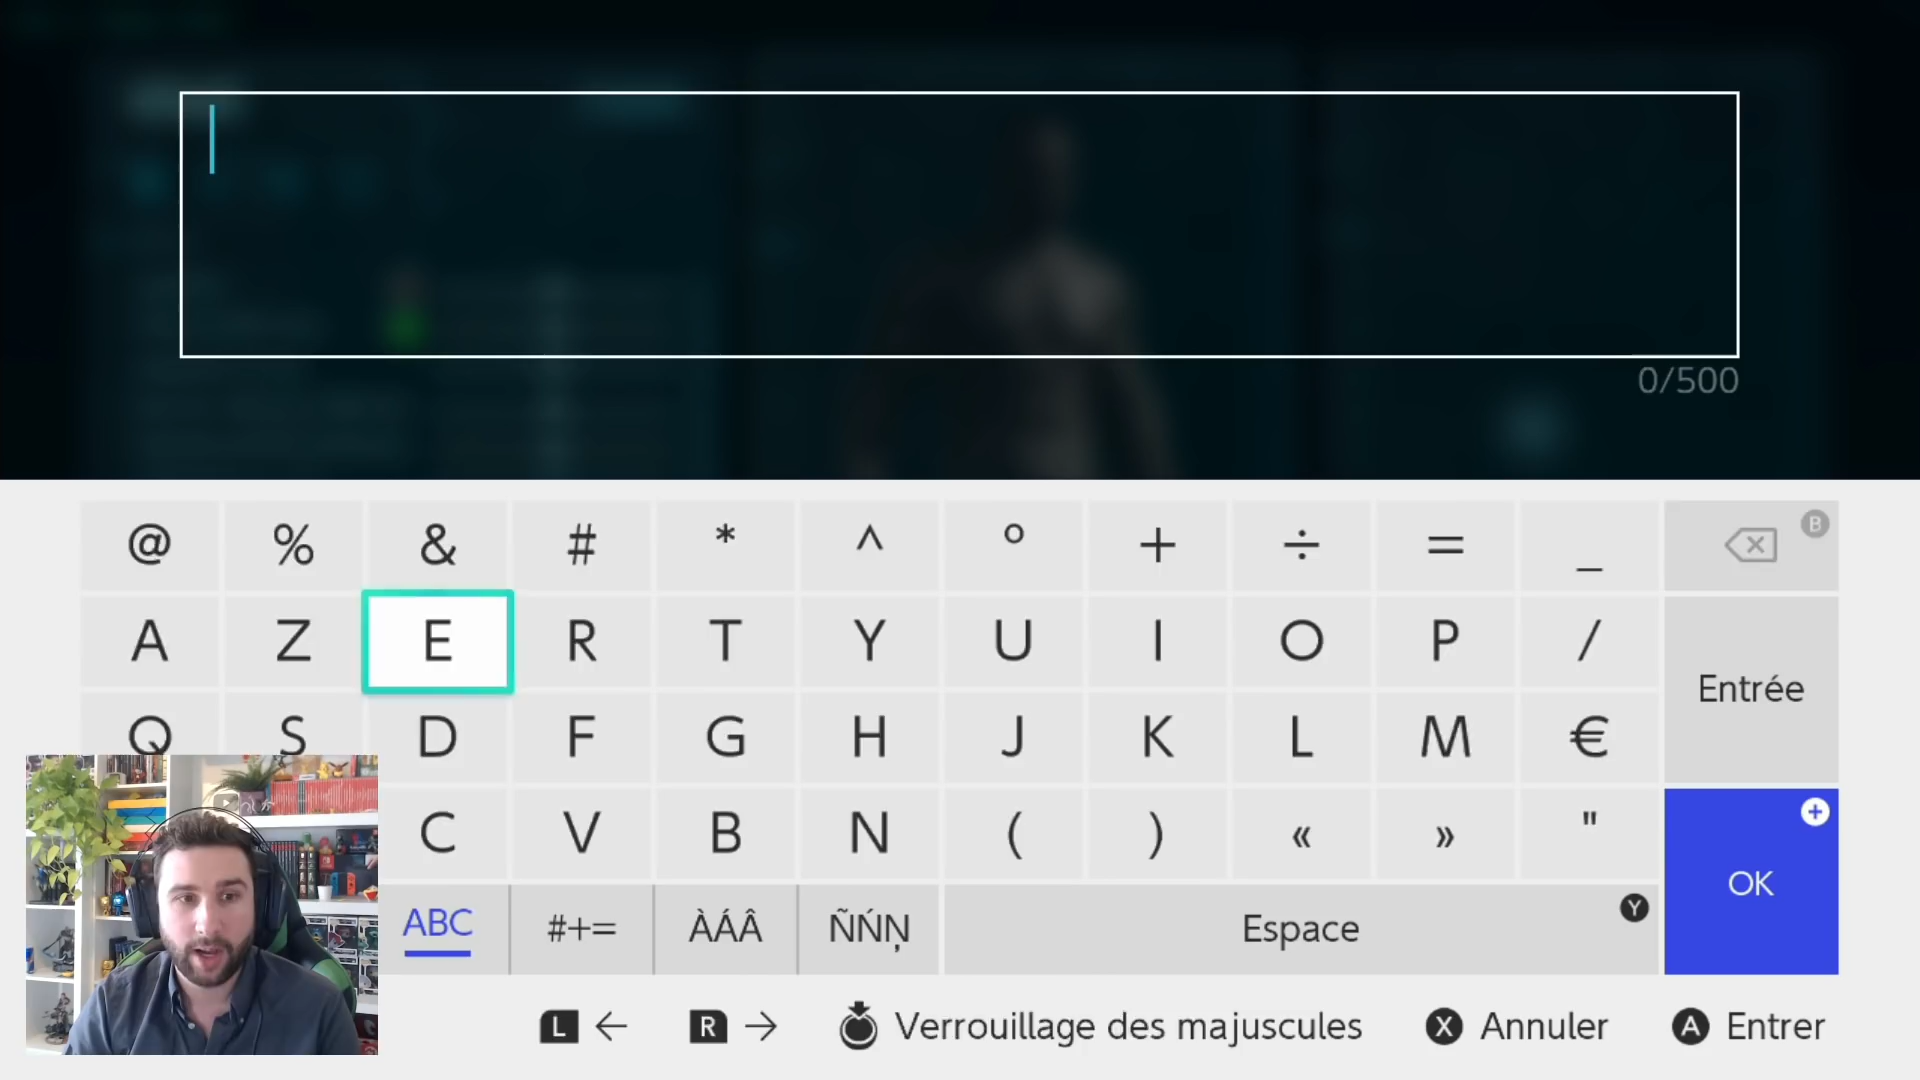 0/500
@ % & # * ^ ° + ÷ = _ B
A Z E R T Y U I O P /
Entrée
Q S D F G H J K L M €
C V B N ( ) « » " +
OK
ABC #+= ÀÁÂ ÑŃŅ Espace Y
L ← R → Verrouillage des majuscules X Annuler A Entrer